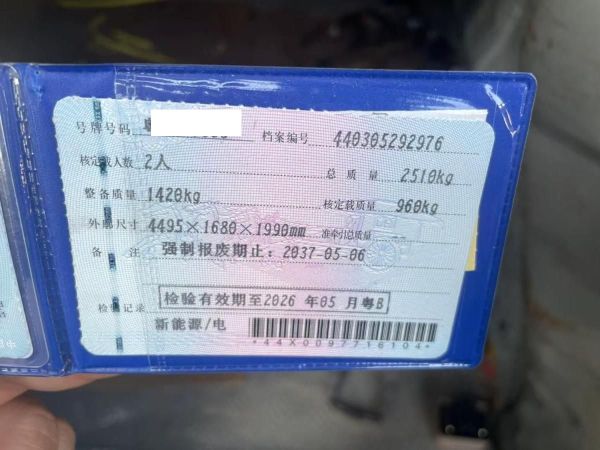 号牌号码
档案编号 440305292976
核定载人数 2人 总质量 2510kg
整备质量 1420kg 核定载质量 960kg
外廓尺寸 4495×1680×1990mm 准牵引总质量 --
备注 强制报废期止：2037-05-06
检验记录 检验有效期至2026 年05 月粤B
新能源/电
*44X0097716104*